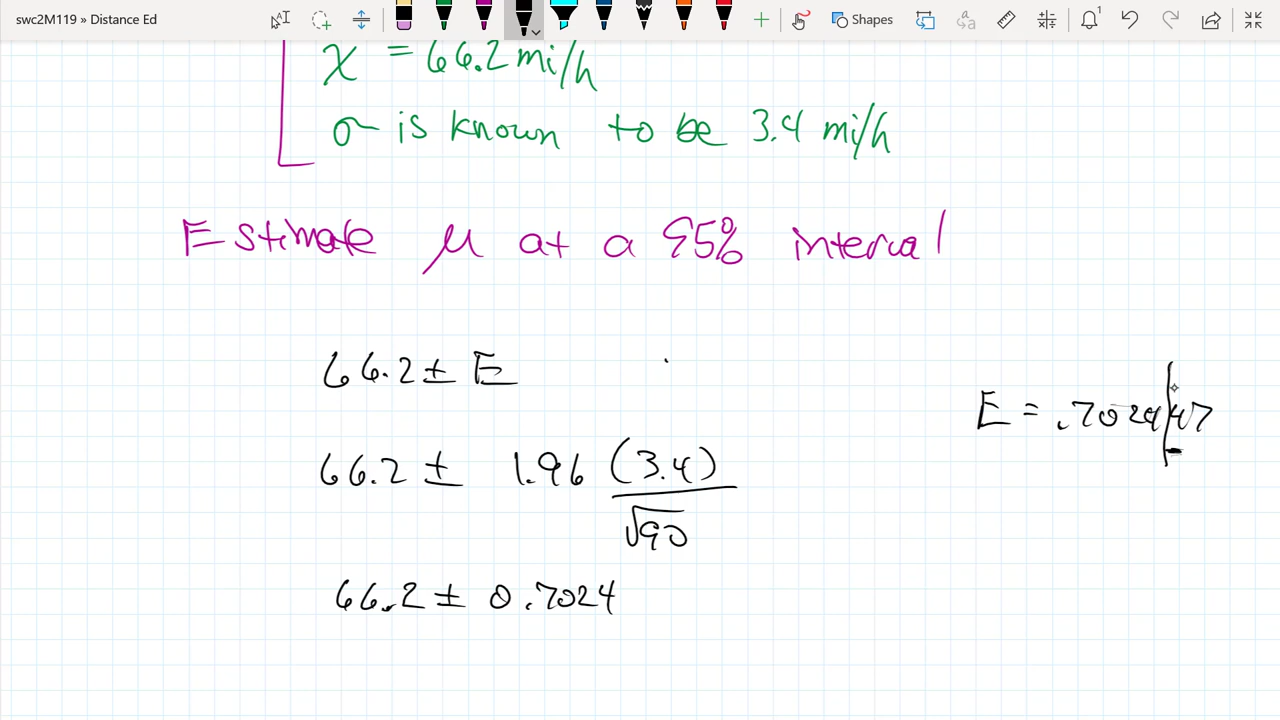 swc2M119 » Distance Ed
Shapes
1
x = 66.2 mi/h
σ is known to be 3.4 mi/h
Estimate μ at a 95% interval
66.2 ± E
E = .7024|47
66.2 ± 1.96 (3.4)
√90
66.2 ± 0.7024